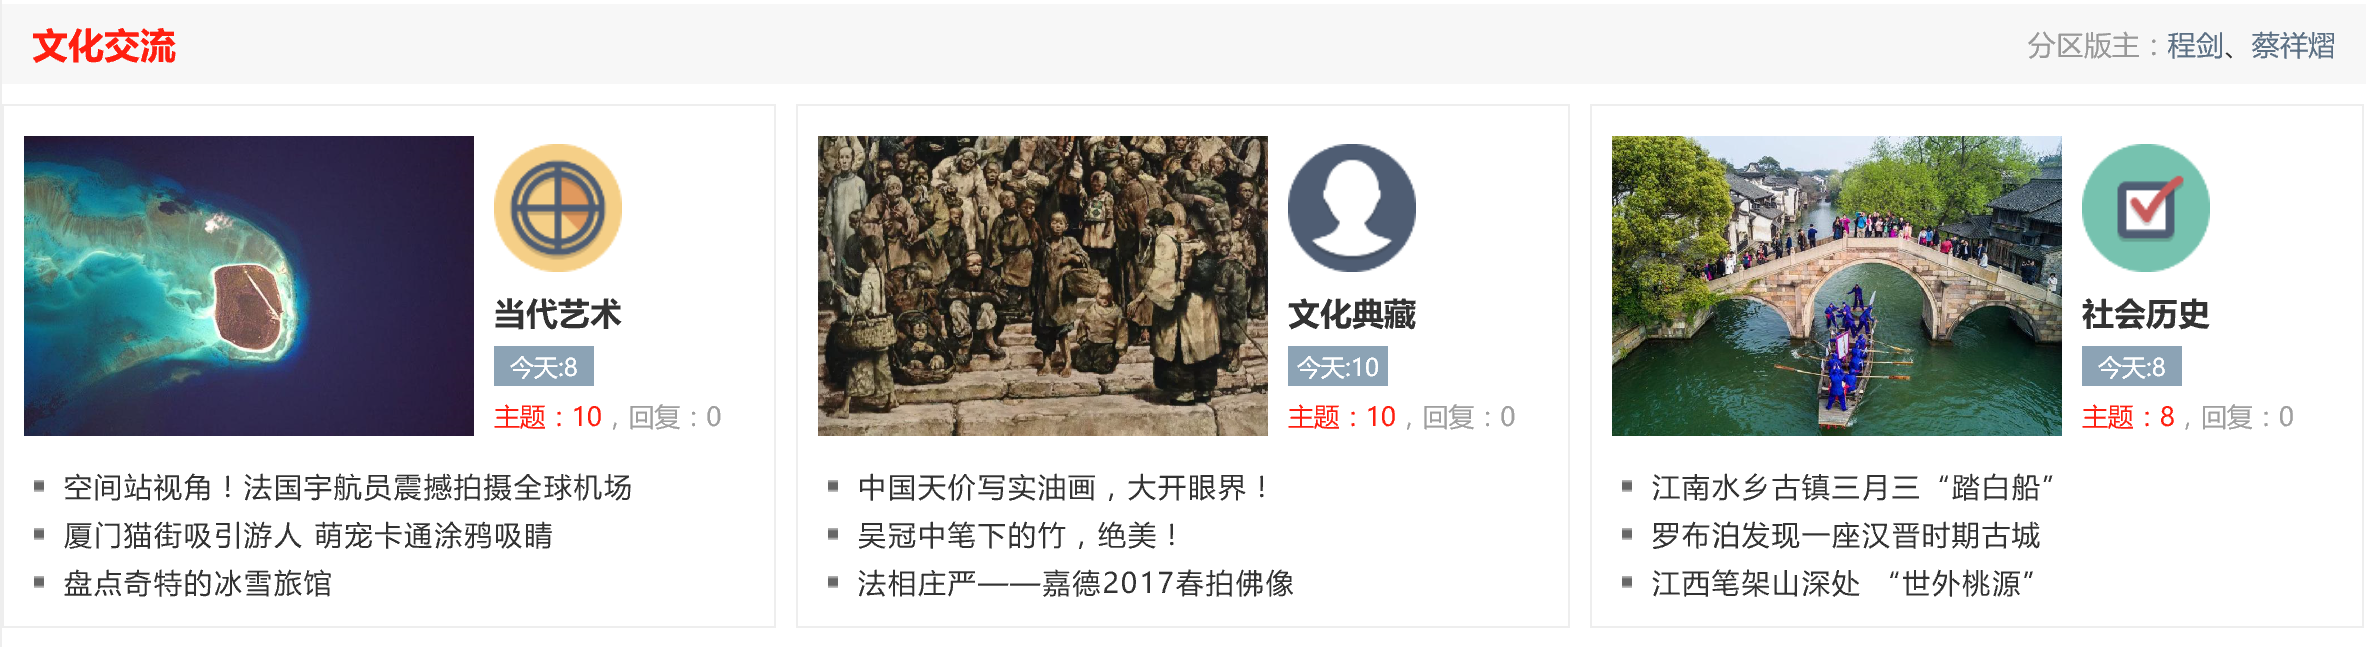 文化交流
分区版主：程剑、蔡祥熠
当代艺术
今天:8
主题：10，回复：0
空间站视角！法国宇航员震撼拍摄全球机场
厦门猫街吸引游人 萌宠卡通涂鸦吸睛
盘点奇特的冰雪旅馆
文化典藏
今天:10
主题：10，回复：0
中国天价写实油画，大开眼界！
吴冠中笔下的竹，绝美！
法相庄严——嘉德2017春拍佛像
社会历史
今天:8
主题：8，回复：0
江南水乡古镇三月三“踏白船”
罗布泊发现一座汉晋时期古城
江西笔架山深处 “世外桃源”